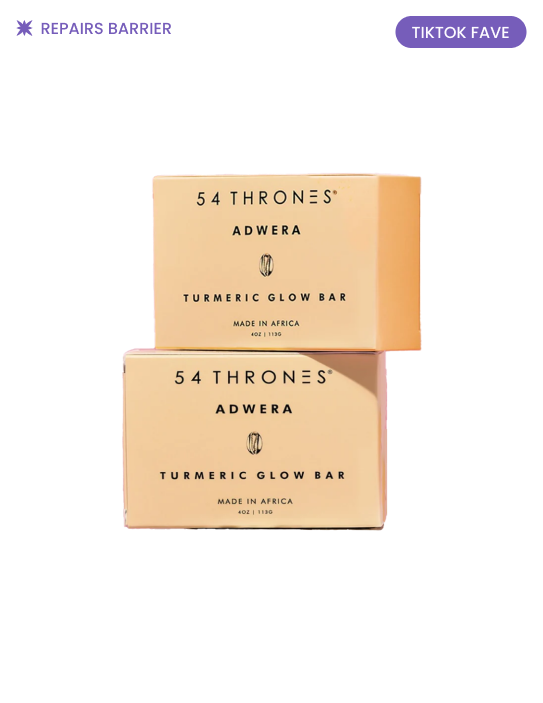 REPAIRS BARRIER
TIKTOK FAVE
54 THRONES®
ADWERA
TURMERIC GLOW BAR
MADE IN AFRICA
4OZ | 113G
54 THRONES®
ADWERA
TURMERIC GLOW BAR
MADE IN AFRICA
4OZ | 113G